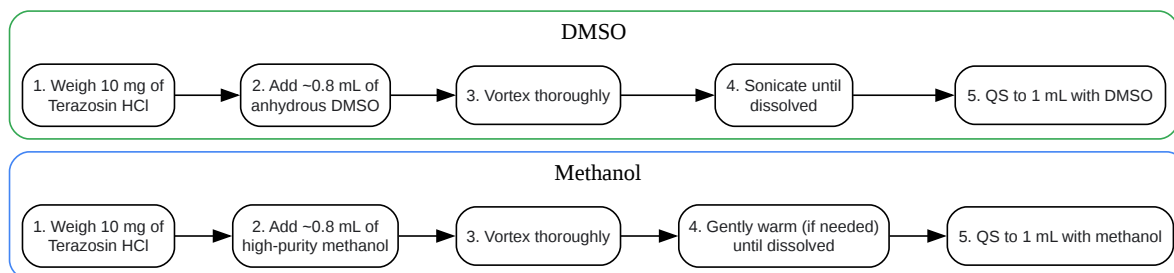 DMSO
1. Weigh 10 mg of
Terazosin HCl
2. Add ~0.8 mL of
anhydrous DMSO
3. Vortex thoroughly
4. Sonicate until
dissolved
5. QS to 1 mL with DMSO
Methanol
1. Weigh 10 mg of
Terazosin HCl
2. Add ~0.8 mL of
high-purity methanol
3. Vortex thoroughly
4. Gently warm (if needed)
until dissolved
5. QS to 1 mL with methanol